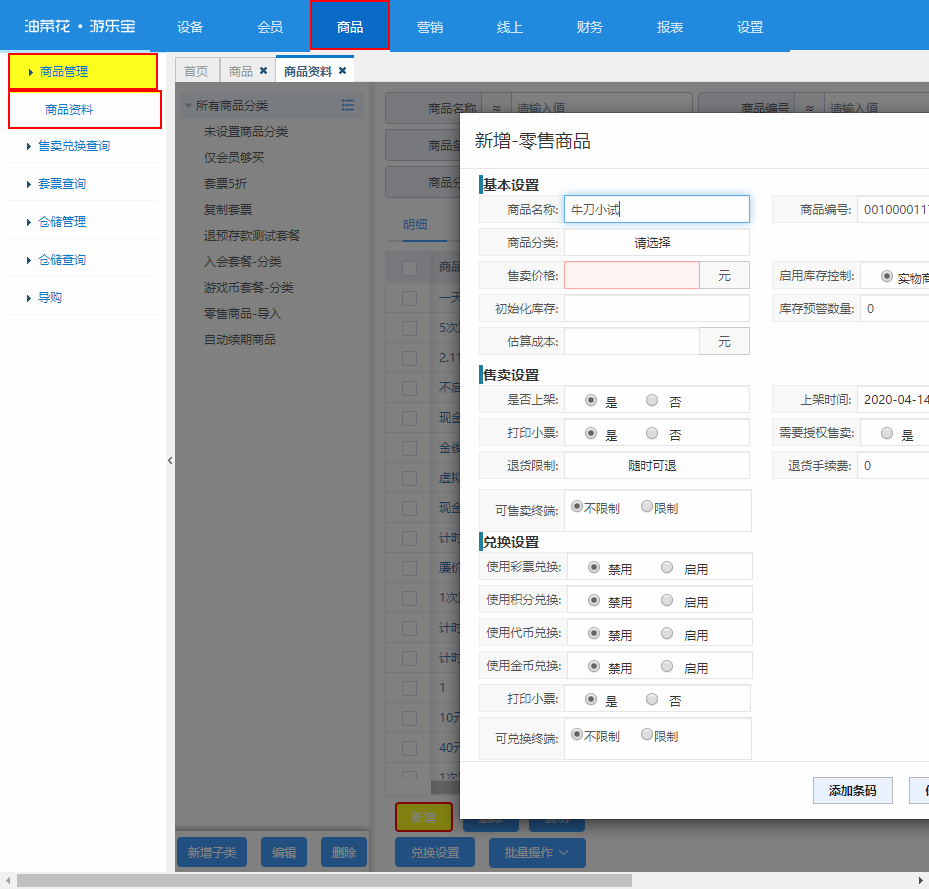 油菜花·游乐宝
设备 会员 商品 营销 线上 财务 报表 设置
商品管理
商品资料
售卖兑换查询
套票查询
仓储管理
仓储查询
导购
首页 商品 ✖ 商品资料 ✖
所有商品分类
未设置商品分类
仅会员够买
套票5折
复制套票
退预存款测试套餐
入会套餐-分类
游戏币套餐-分类
零售商品-导入
自动续期商品
新增子类 编辑 删除
商品名称 ≈ 请输入值 商品编号 ≈ 请输入值
明细
一天
5次
2.11
现金
现金
计时
1次
计时
计时
1
10元
40元
1次
新增
兑换设置 批量操作
新增-零售商品
基本设置
商品名称: 牛刀小试 商品编号: 001000011
商品分类: 请选择
售卖价格: 元 启用库存控制: 实物商
初始化库存: 库存预警数量: 0
估算成本: 元
售卖设置
是否上架: 是 否 上架时间: 2020-04-14
打印小票: 是 否 需要授权售卖: 是
退货限制: 随时可退 退货手续费: 0
可售卖终端: 不限制 限制
兑换设置
使用彩票兑换: 禁用 启用
使用积分兑换: 禁用 启用
使用代币兑换: 禁用 启用
使用金币兑换: 禁用 启用
打印小票: 是 否
可兑换终端: 不限制 限制
添加条码